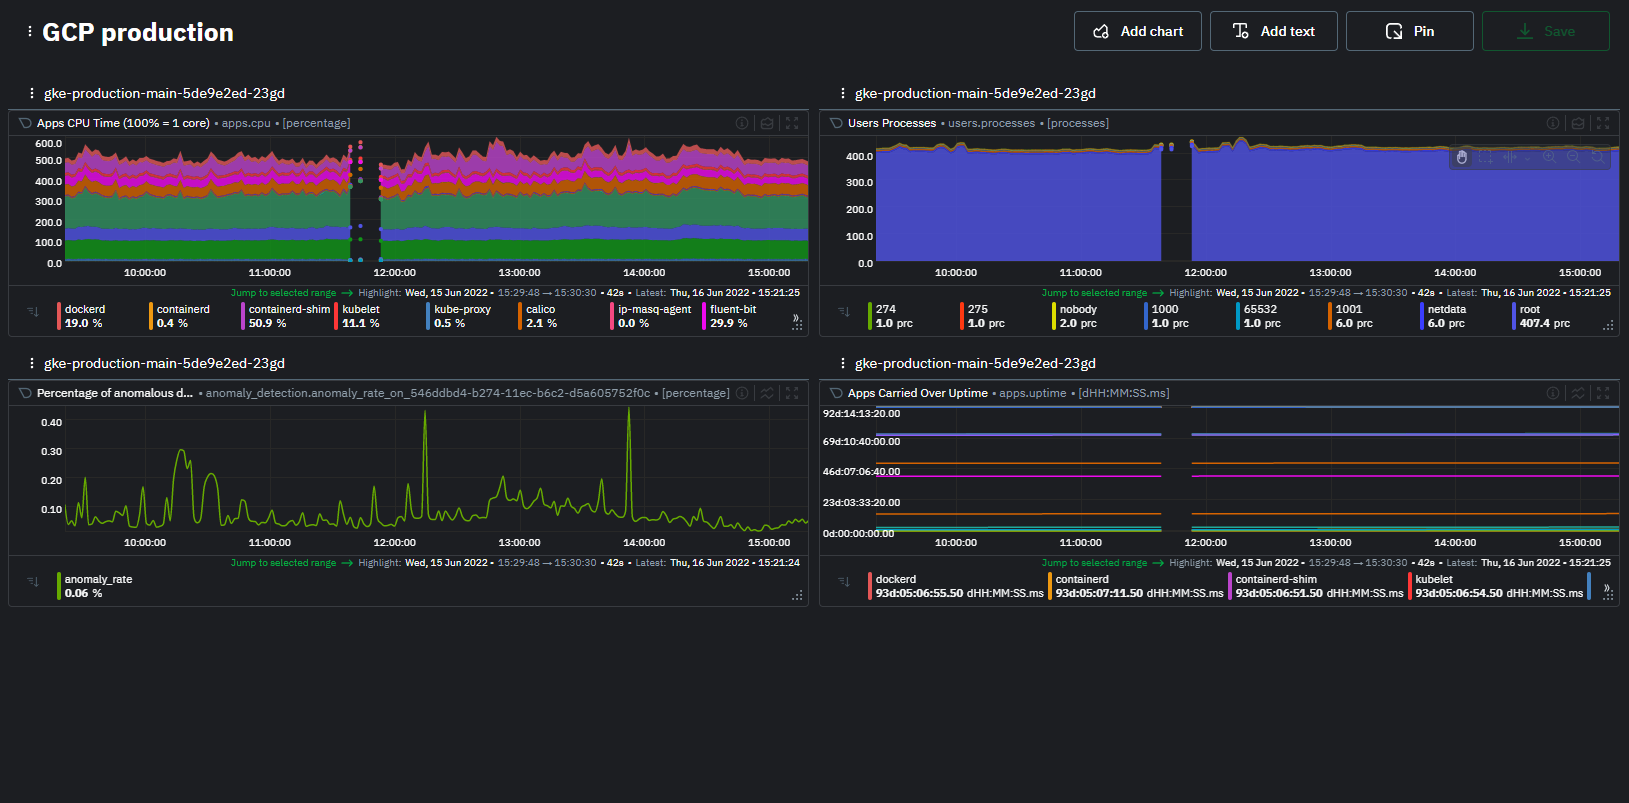 GCP production
Add chart
Add text
Pin
Save
gke-production-main-5de9e2ed-23gd
Apps CPU Time (100% = 1 core) • apps.cpu • [percentage]
600.0
500.0
400.0
300.0
200.0
100.0
0.0
10:00:00 11:00:00 12:00:00 13:00:00 14:00:00 15:00:00
Jump to selected range → Highlight: Wed, 15 Jun 2022 • 15:29:48 → 15:30:30 • 42s • Latest: Thu, 16 Jun 2022 • 15:21:25
dockerd containerd containerd-shim kubelet kube-proxy calico ip-masq-agent fluent-bit
19.0 % 0.4 % 50.9 % 11.1 % 0.5 % 2.1 % 0.0 % 29.9 %
gke-production-main-5de9e2ed-23gd
Users Processes • users.processes • [processes]
400.0
300.0
200.0
100.0
0.0
10:00:00 11:00:00 12:00:00 13:00:00 14:00:00 15:00:00
Jump to selected range → Highlight: Wed, 15 Jun 2022 • 15:29:48 → 15:30:30 • 42s • Latest: Thu, 16 Jun 2022 • 15:21:25
274 275 nobody 1000 65532 1001 netdata root
1.0 prc 1.0 prc 2.0 prc 1.0 prc 1.0 prc 6.0 prc 6.0 prc 407.4 prc
gke-production-main-5de9e2ed-23gd
Percentage of anomalous d... • anomaly_detection.anomaly_rate_on_546ddbd4-b274-11ec-b6c2-d5a605752f0c • [percentage]
0.40
0.30
0.20
0.10
10:00:00 11:00:00 12:00:00 13:00:00 14:00:00 15:00:00
Jump to selected range → Highlight: Wed, 15 Jun 2022 • 15:29:48 → 15:30:30 • 42s • Latest: Thu, 16 Jun 2022 • 15:21:24
anomaly_rate
0.06 %
gke-production-main-5de9e2ed-23gd
Apps Carried Over Uptime • apps.uptime • [dHH:MM:SS.ms]
92d:14:13:20.00
69d:10:40:00.00
46d:07:06:40.00
23d:03:33:20.00
0d:00:00:00.00
10:00:00 11:00:00 12:00:00 13:00:00 14:00:00 15:00:00
Jump to selected range → Highlight: Wed, 15 Jun 2022 • 15:29:48 → 15:30:30 • 42s • Latest: Thu, 16 Jun 2022 • 15:21:25
dockerd containerd containerd-shim kubelet
93d:05:06:55.50 dHH:MM:SS.ms 93d:05:07:11.50 dHH:MM:SS.ms 93d:05:06:51.50 dHH:MM:SS.ms 93d:05:06:54.50 dHH:MM:SS.ms